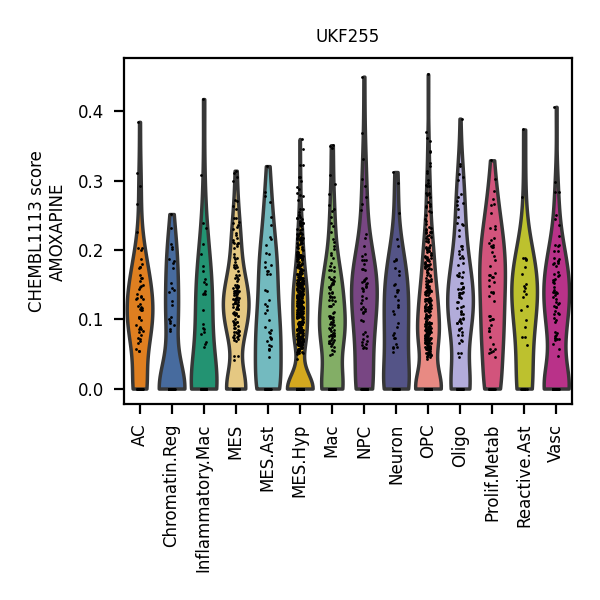 UKF255
CHEMBL1113 score
AMOXAPINE
0.4
0.3
0.2
0.1
0.0
AC
Chromatin.Reg
Inflammatory.Mac
MES
MES.Ast
MES.Hyp
Mac
NPC
Neuron
OPC
Oligo
Prolif.Metab
Reactive.Ast
Vasc